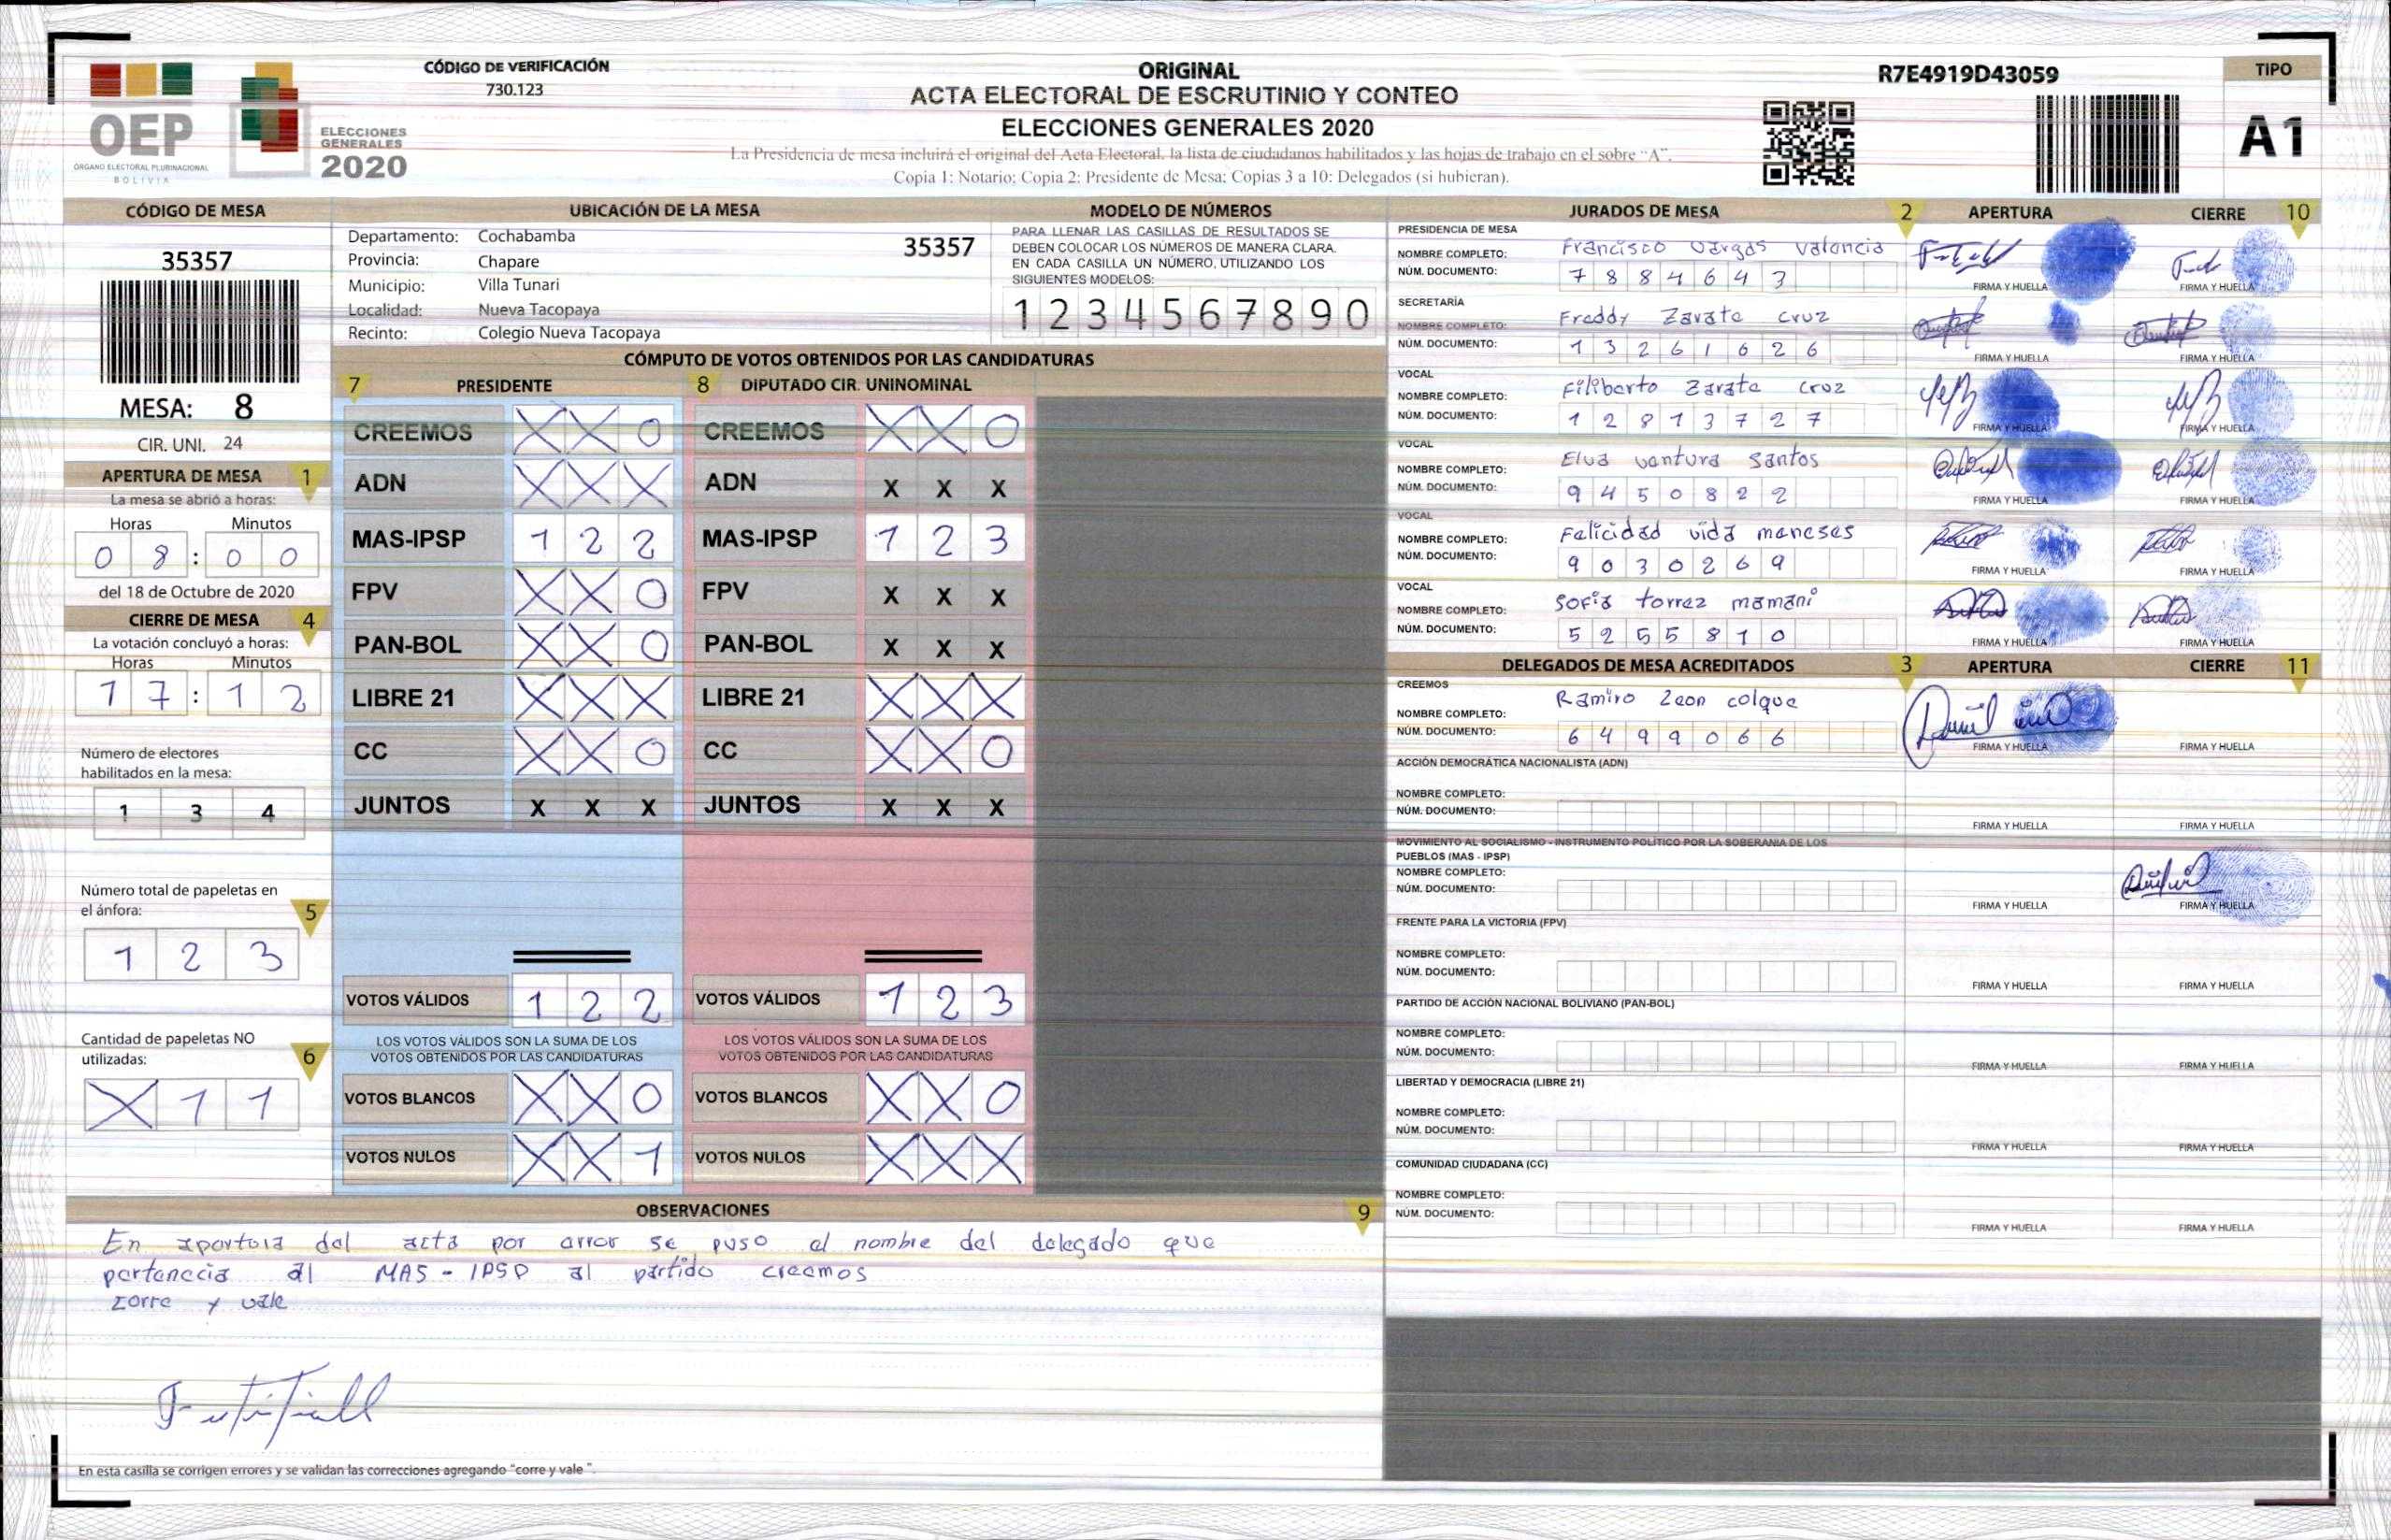 OEP
ÓRGANO ELECTORAL PLURINACIONAL
BOLIVIA
ELECCIONES
GENERALES
2020
CÓDIGO DE VERIFICACIÓN
730.123
ORIGINAL
ACTA ELECTORAL DE ESCRUTINIO Y CONTEO
ELECCIONES GENERALES 2020
La Presidencia de mesa incluirá el original del Acta Electoral, la lista de ciudadanos habilitados y las hojas de trabajo en el sobre "A".
Copia 1: Notario; Copia 2: Presidente de Mesa; Copias 3 a 10: Delegados (si hubieran).
R7E4919D43059
TIPO
A1
CÓDIGO DE MESA
35357
MESA: 8
CIR. UNI. 24
APERTURA DE MESA 1
La mesa se abrió a horas:
Horas Minutos
0 8 : 0 0
del 18 de Octubre de 2020
CIERRE DE MESA 4
La votación concluyó a horas:
Horas Minutos
1 7 : 1 2
Número de electores
habilitados en la mesa:
1 3 4
Número total de papeletas en
el ánfora: 5
1 2 3
Cantidad de papeletas NO
utilizadas: 6
X 1 1
UBICACIÓN DE LA MESA
Departamento: Cochabamba 35357
Provincia: Chapare
Municipio: Villa Tunari
Localidad: Nueva Tacopaya
Recinto: Colegio Nueva Tacopaya
MODELO DE NÚMEROS
PARA LLENAR LAS CASILLAS DE RESULTADOS SE
DEBEN COLOCAR LOS NÚMEROS DE MANERA CLARA.
EN CADA CASILLA UN NÚMERO, UTILIZANDO LOS
SIGUIENTES MODELOS:
1 2 3 4 5 6 7 8 9 0
CÓMPUTO DE VOTOS OBTENIDOS POR LAS CANDIDATURAS
7 PRESIDENTE 8 DIPUTADO CIR. UNINOMINAL
CREEMOS X X 0 CREEMOS X X 0
ADN X X X ADN X X X
MAS-IPSP 1 2 2 MAS-IPSP 1 2 3
FPV X X 0 FPV X X X
PAN-BOL X X 0 PAN-BOL X X X
LIBRE 21 X X X LIBRE 21 X X X
CC X X 0 CC X X 0
JUNTOS X X X JUNTOS X X X
VOTOS VÁLIDOS 1 2 2 VOTOS VÁLIDOS 1 2 3
LOS VOTOS VÁLIDOS SON LA SUMA DE LOS LOS VOTOS VÁLIDOS SON LA SUMA DE LOS
VOTOS OBTENIDOS POR LAS CANDIDATURAS VOTOS OBTENIDOS POR LAS CANDIDATURAS
VOTOS BLANCOS X X 0 VOTOS BLANCOS X X 0
VOTOS NULOS X X 1 VOTOS NULOS X X X
OBSERVACIONES 9
En apertura del acta por error se puso el nombre del delegado que
pertenecia al MAS - IPSP al partido creemos
corre y vale
En esta casilla se corrigen errores y se validan las correcciones agregando "corre y vale".
JURADOS DE MESA 2 APERTURA CIERRE 10
PRESIDENCIA DE MESA
NOMBRE COMPLETO: Francisco Vargas Valencia
NÚM. DOCUMENTO: 7 8 8 4 6 4 3
FIRMA Y HUELLA FIRMA Y HUELLA
SECRETARÍA
NOMBRE COMPLETO: Freddy Zarate Cruz
NÚM. DOCUMENTO: 1 3 2 6 1 6 2 6
FIRMA Y HUELLA FIRMA Y HUELLA
VOCAL
NOMBRE COMPLETO: Filiberto Zarate Cruz
NÚM. DOCUMENTO: 1 2 8 1 3 7 2 7
FIRMA Y HUELLA FIRMA Y HUELLA
VOCAL
NOMBRE COMPLETO: Elva ventura Santos
NÚM. DOCUMENTO: 9 4 5 0 8 2 2
FIRMA Y HUELLA FIRMA Y HUELLA
VOCAL
NOMBRE COMPLETO: Felicidad vida meneses
NÚM. DOCUMENTO: 9 0 3 0 2 6 9
FIRMA Y HUELLA FIRMA Y HUELLA
VOCAL
NOMBRE COMPLETO: Sofia torrez mamani
NÚM. DOCUMENTO: 5 2 5 5 8 1 0
FIRMA Y HUELLA FIRMA Y HUELLA
DELEGADOS DE MESA ACREDITADOS 3 APERTURA CIERRE 11
CREEMOS
NOMBRE COMPLETO: Ramiro Leon colque
NÚM. DOCUMENTO: 6 4 9 9 0 6 6
FIRMA Y HUELLA FIRMA Y HUELLA
ACCIÓN DEMOCRÁTICA NACIONALISTA (ADN)
NOMBRE COMPLETO:
NÚM. DOCUMENTO:
FIRMA Y HUELLA FIRMA Y HUELLA
MOVIMIENTO AL SOCIALISMO - INSTRUMENTO POLÍTICO POR LA SOBERANIA DE LOS
PUEBLOS (MAS - IPSP)
NOMBRE COMPLETO:
NÚM. DOCUMENTO:
FIRMA Y HUELLA FIRMA Y HUELLA
FRENTE PARA LA VICTORIA (FPV)
NOMBRE COMPLETO:
NÚM. DOCUMENTO:
FIRMA Y HUELLA FIRMA Y HUELLA
PARTIDO DE ACCIÓN NACIONAL BOLIVIANO (PAN-BOL)
NOMBRE COMPLETO:
NÚM. DOCUMENTO:
FIRMA Y HUELLA FIRMA Y HUELLA
LIBERTAD Y DEMOCRACIA (LIBRE 21)
NOMBRE COMPLETO:
NÚM. DOCUMENTO:
FIRMA Y HUELLA FIRMA Y HUELLA
COMUNIDAD CIUDADANA (CC)
NOMBRE COMPLETO:
NÚM. DOCUMENTO:
FIRMA Y HUELLA FIRMA Y HUELLA